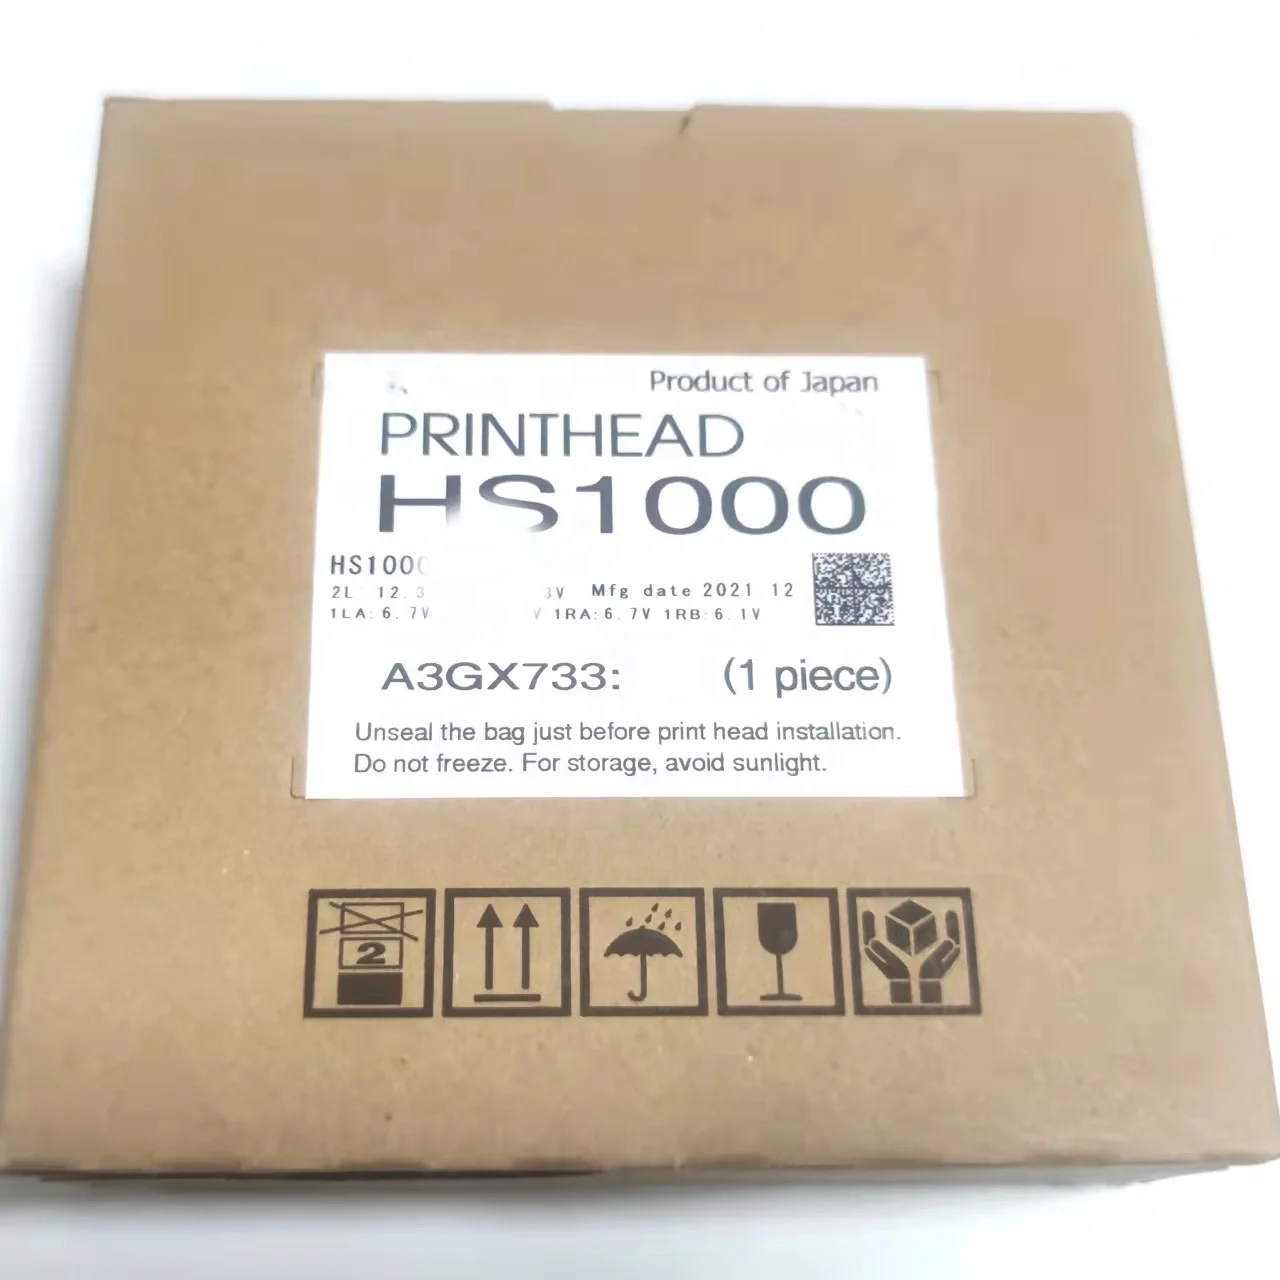 Product of Japan
PRINTHEAD
HS1000
HS100
2L: 12.3 3V Mfg date 2021 12
1LA:6.7V V 1RA:6.7V 1RB:6.1V
A3GX733: (1 piece)
Unseal the bag just before print head installation.
Do not freeze. For storage, avoid sunlight.
2